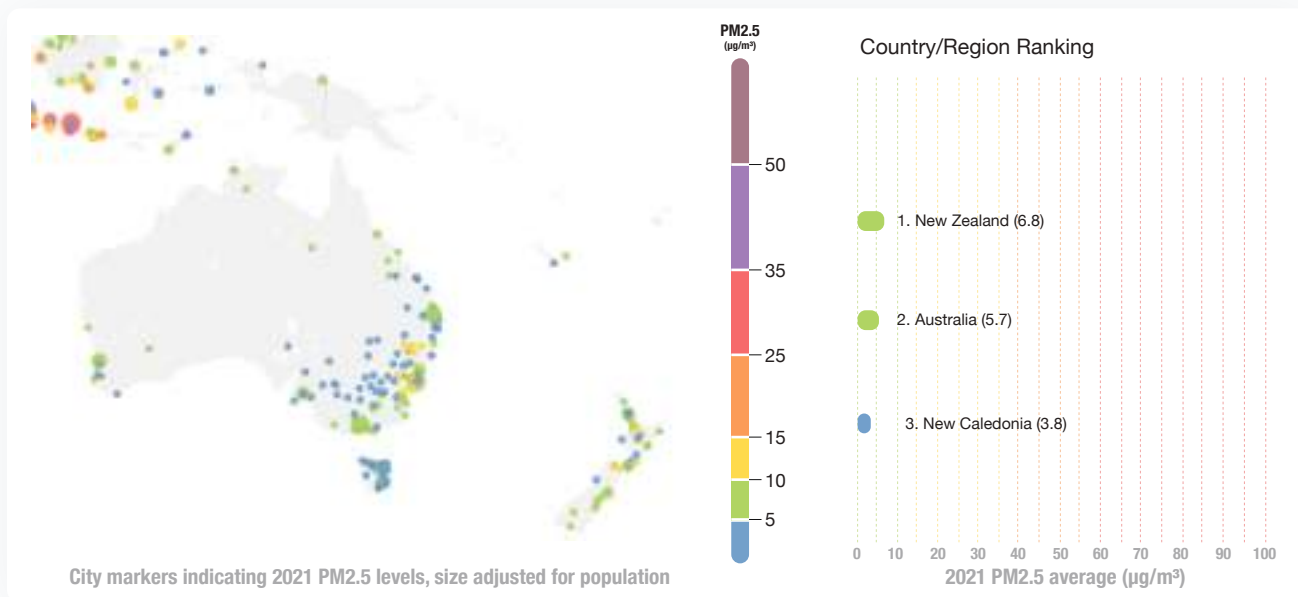 PM2.5
(µg/m³)
50
35
25
15
10
5
City markers indicating 2021 PM2.5 levels, size adjusted for population
Country/Region Ranking
1. New Zealand (6.8)
2. Australia (5.7)
3. New Caledonia (3.8)
0 10 20 30 40 50 60 70 80 90 100
2021 PM2.5 average (µg/m³)